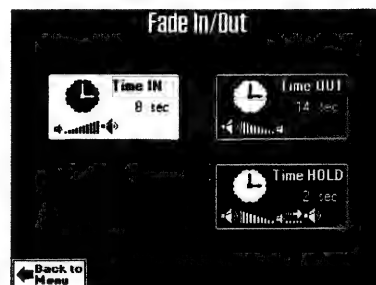 Fade In/Out
Time IN
8 sec
Time OUT
14 sec
Time HOLD
2 sec
Back to
Menu